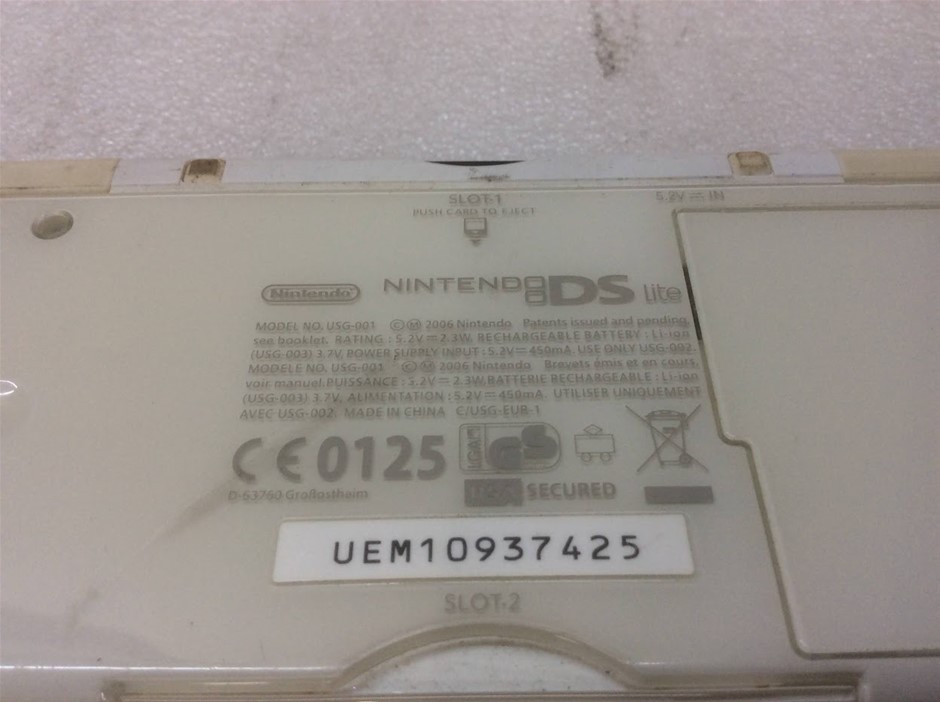 SLOT-1
PUSH CARD TO EJECT
5.2V ⎓ IN
Nintendo
NINTENDO DS Lite
MODEL NO. USG-001 ©Ⓜ 2006 Nintendo Patents issued and pending,
see booklet. RATING : 5.2V⎓2.3W, RECHARGEABLE BATTERY : Li-ion
(USG-003) 3.7V, POWER SUPPLY INPUT : 5.2V⎓450mA. USE ONLY USG-002.
MODELE NO. USG-001 ©Ⓜ 2006 Nintendo Brevets émis et en cours,
voir manuel.PUISSANCE : 5.2V⎓2.3W,BATTERIE RECHARGEABLE : Li-ion
(USG-003) 3.7V, ALIMENTATION : 5.2V⎓450mA. UTILISER UNIQUEMENT
AVEC USG-002. MADE IN CHINA C/USG-EUR-1
CE0125
LGA
GS
D-63760 Großostheim
SECURED
UEM10937425
SLOT-2